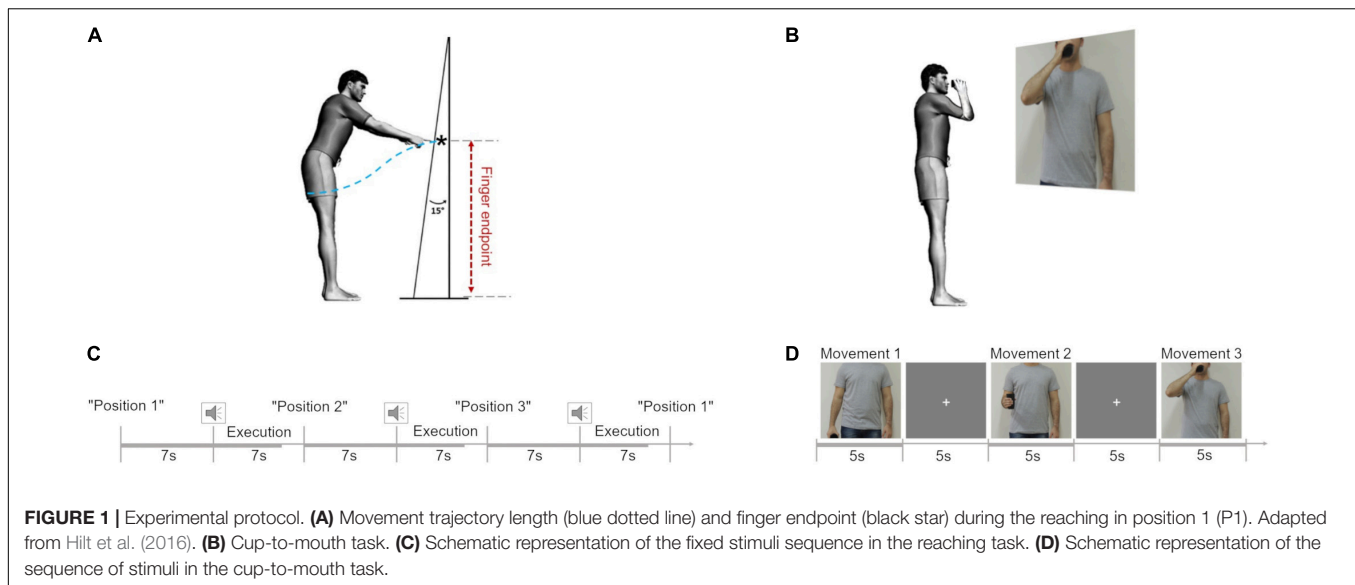 A
B
*
15°
Finger endpoint
C
"Position 1" "Position 2" "Position 3" "Position 1"
Execution Execution Execution
7s 7s 7s 7s 7s 7s
D
Movement 1 Movement 2 Movement 3
5s 5s 5s 5s 5s
FIGURE 1 | Experimental protocol. (A) Movement trajectory length (blue dotted line) and finger endpoint (black star) during the reaching in position 1 (P1). Adapted
from Hilt et al. (2016). (B) Cup-to-mouth task. (C) Schematic representation of the fixed stimuli sequence in the reaching task. (D) Schematic representation of the
sequence of stimuli in the cup-to-mouth task.